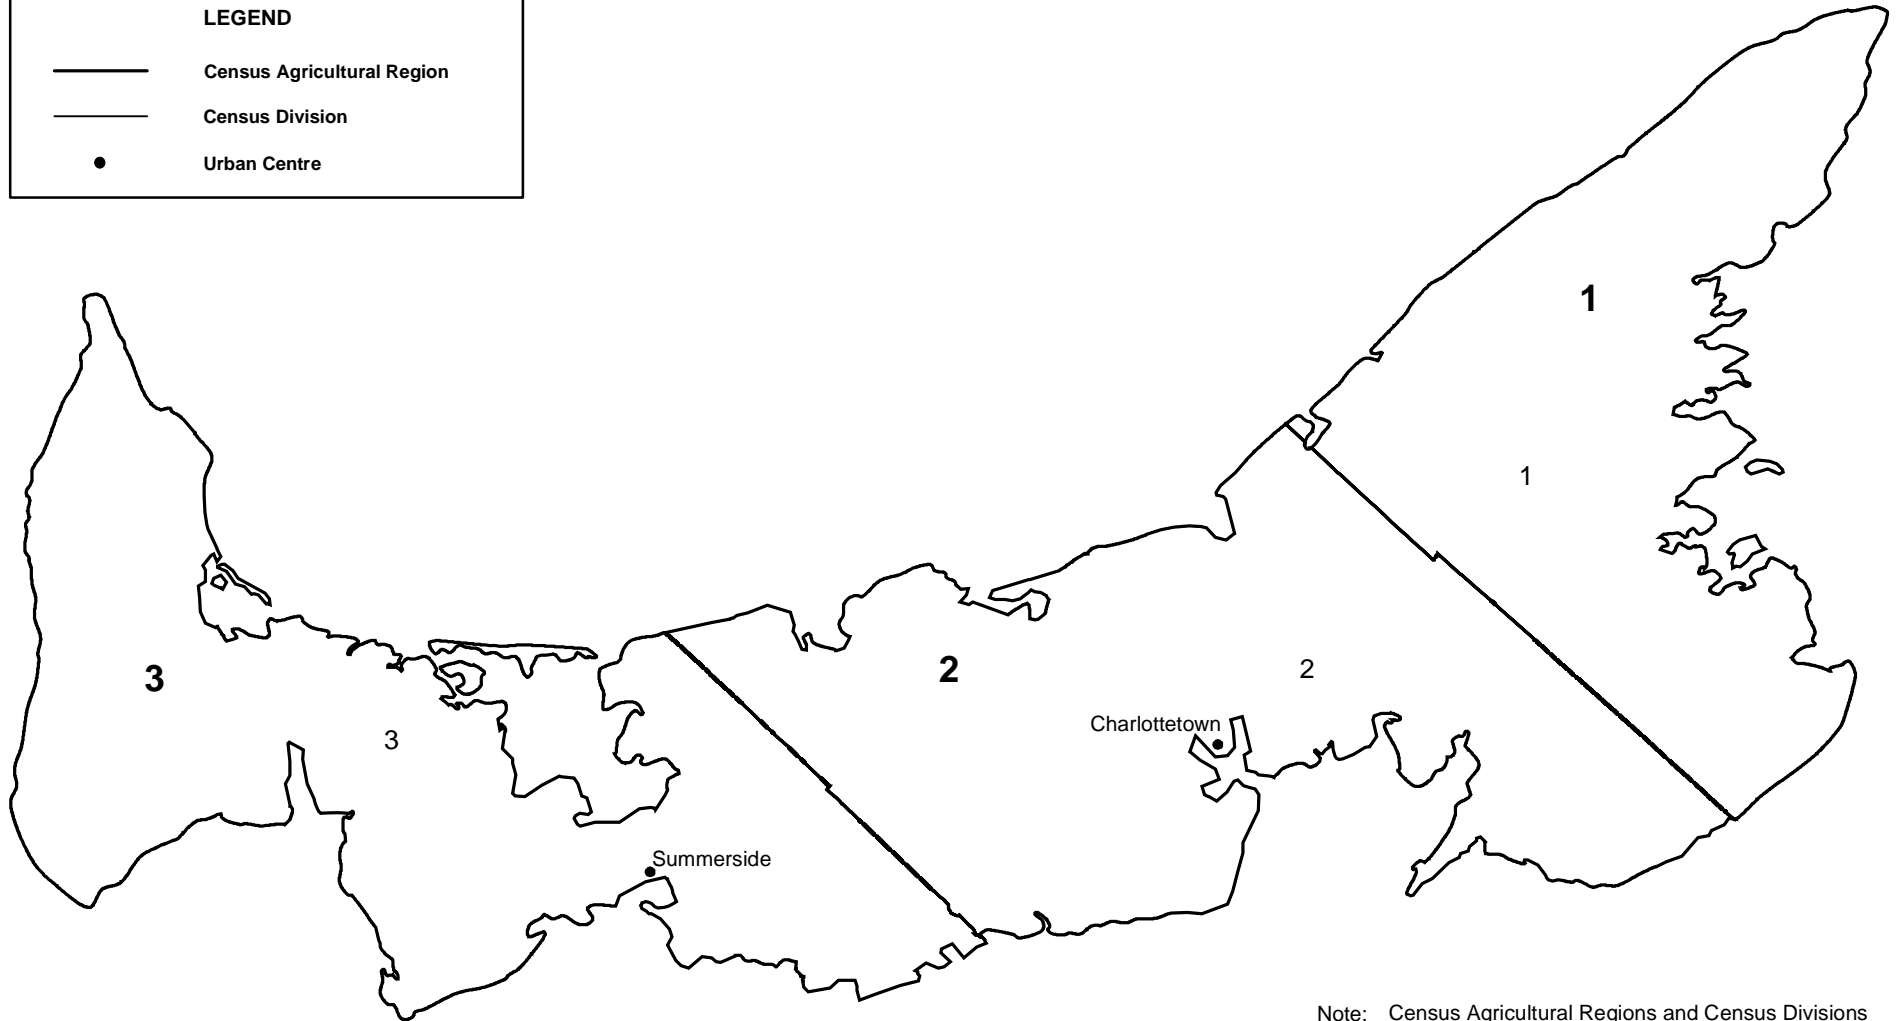 LEGEND
Census Agricultural Region
Census Division
Urban Centre
1
1
3
2
2
3
Charlottetown
Summerside
Note: Census Agricultural Regions and Census Divisions